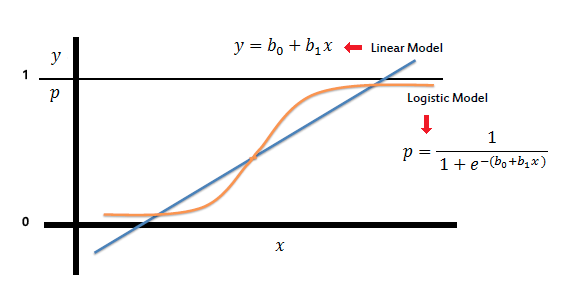 y = b₀ + b₁x
Linear Model
y
1
p
Logistic Model
p = 1 / (1 + e^−(b₀+b₁x))
0
x